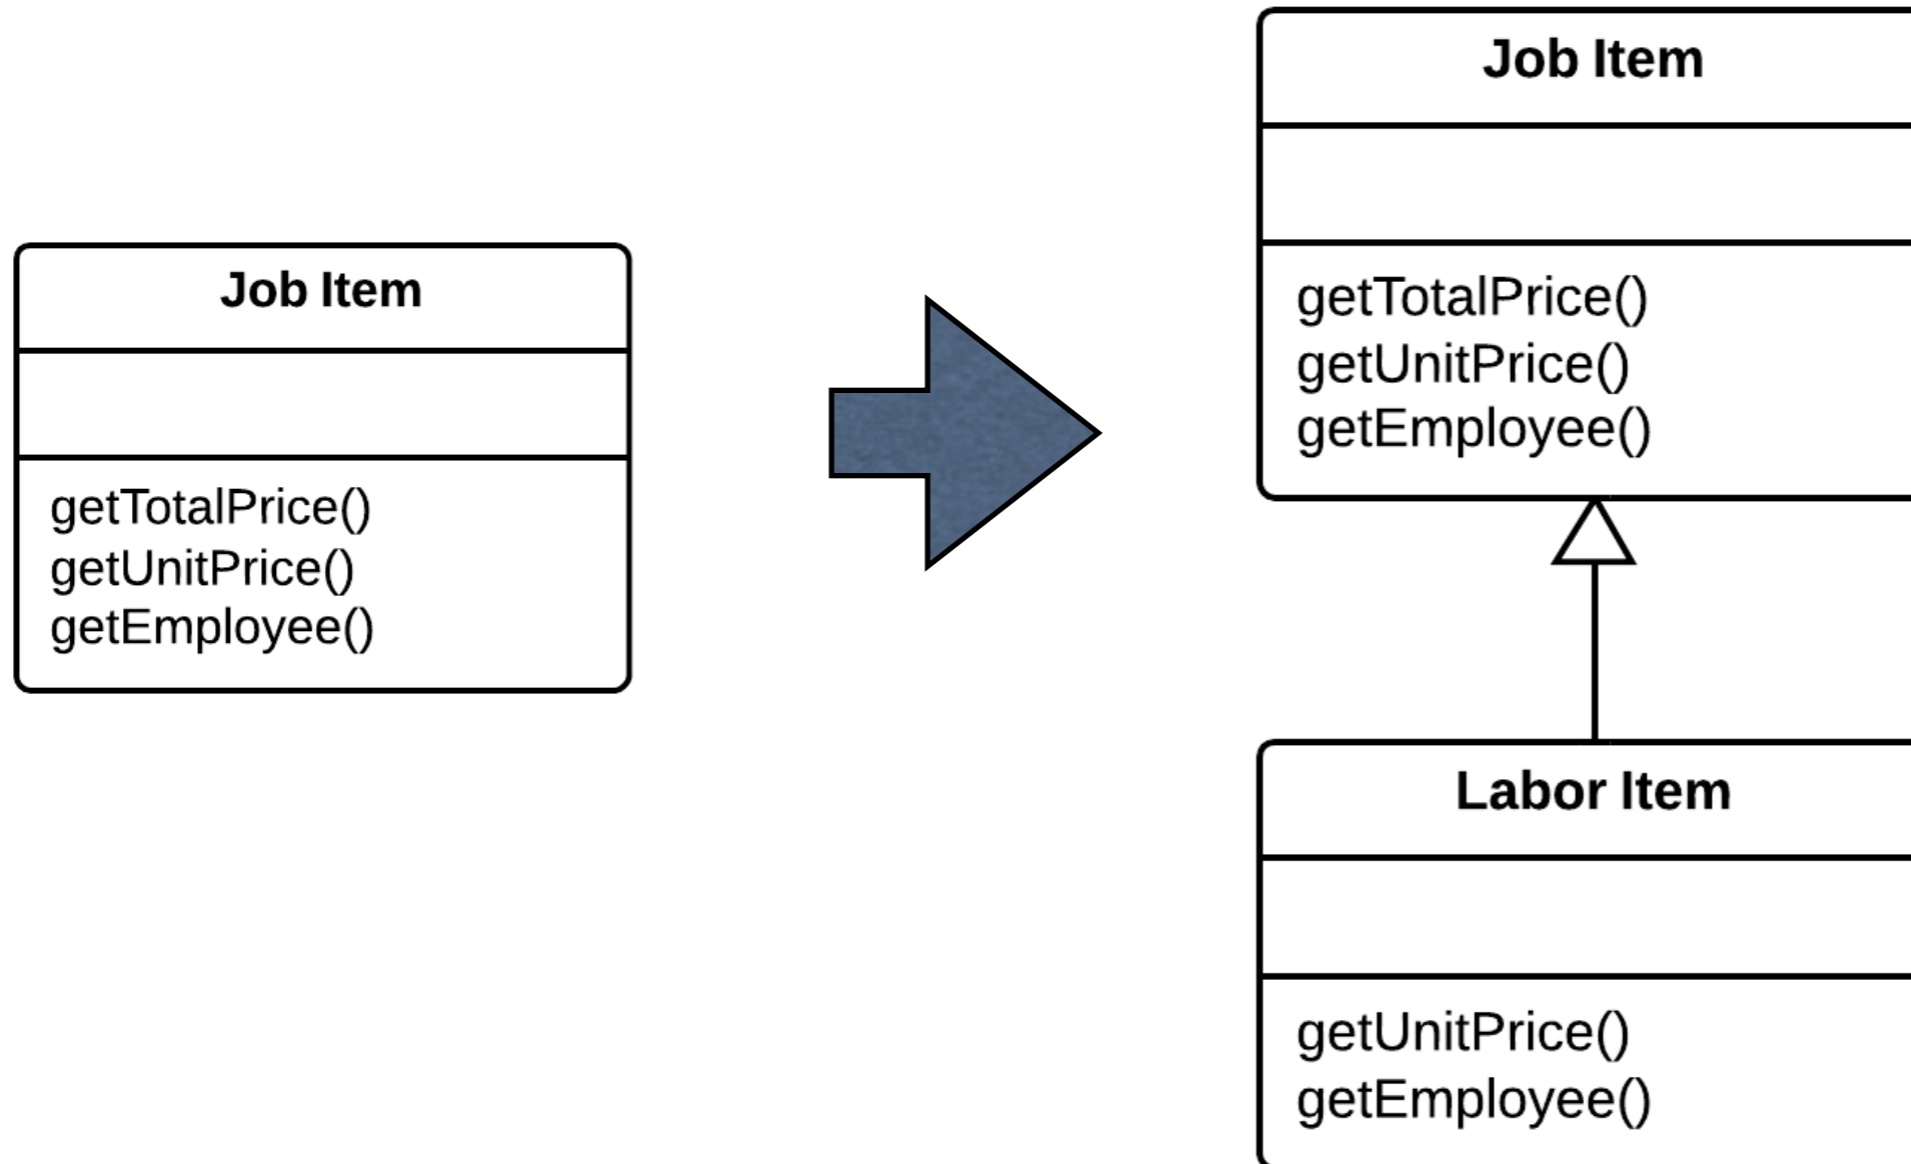 Job Item
getTotalPrice()
getUnitPrice()
getEmployee()
Job Item
getTotalPrice()
getUnitPrice()
getEmployee()
Labor Item
getUnitPrice()
getEmployee()